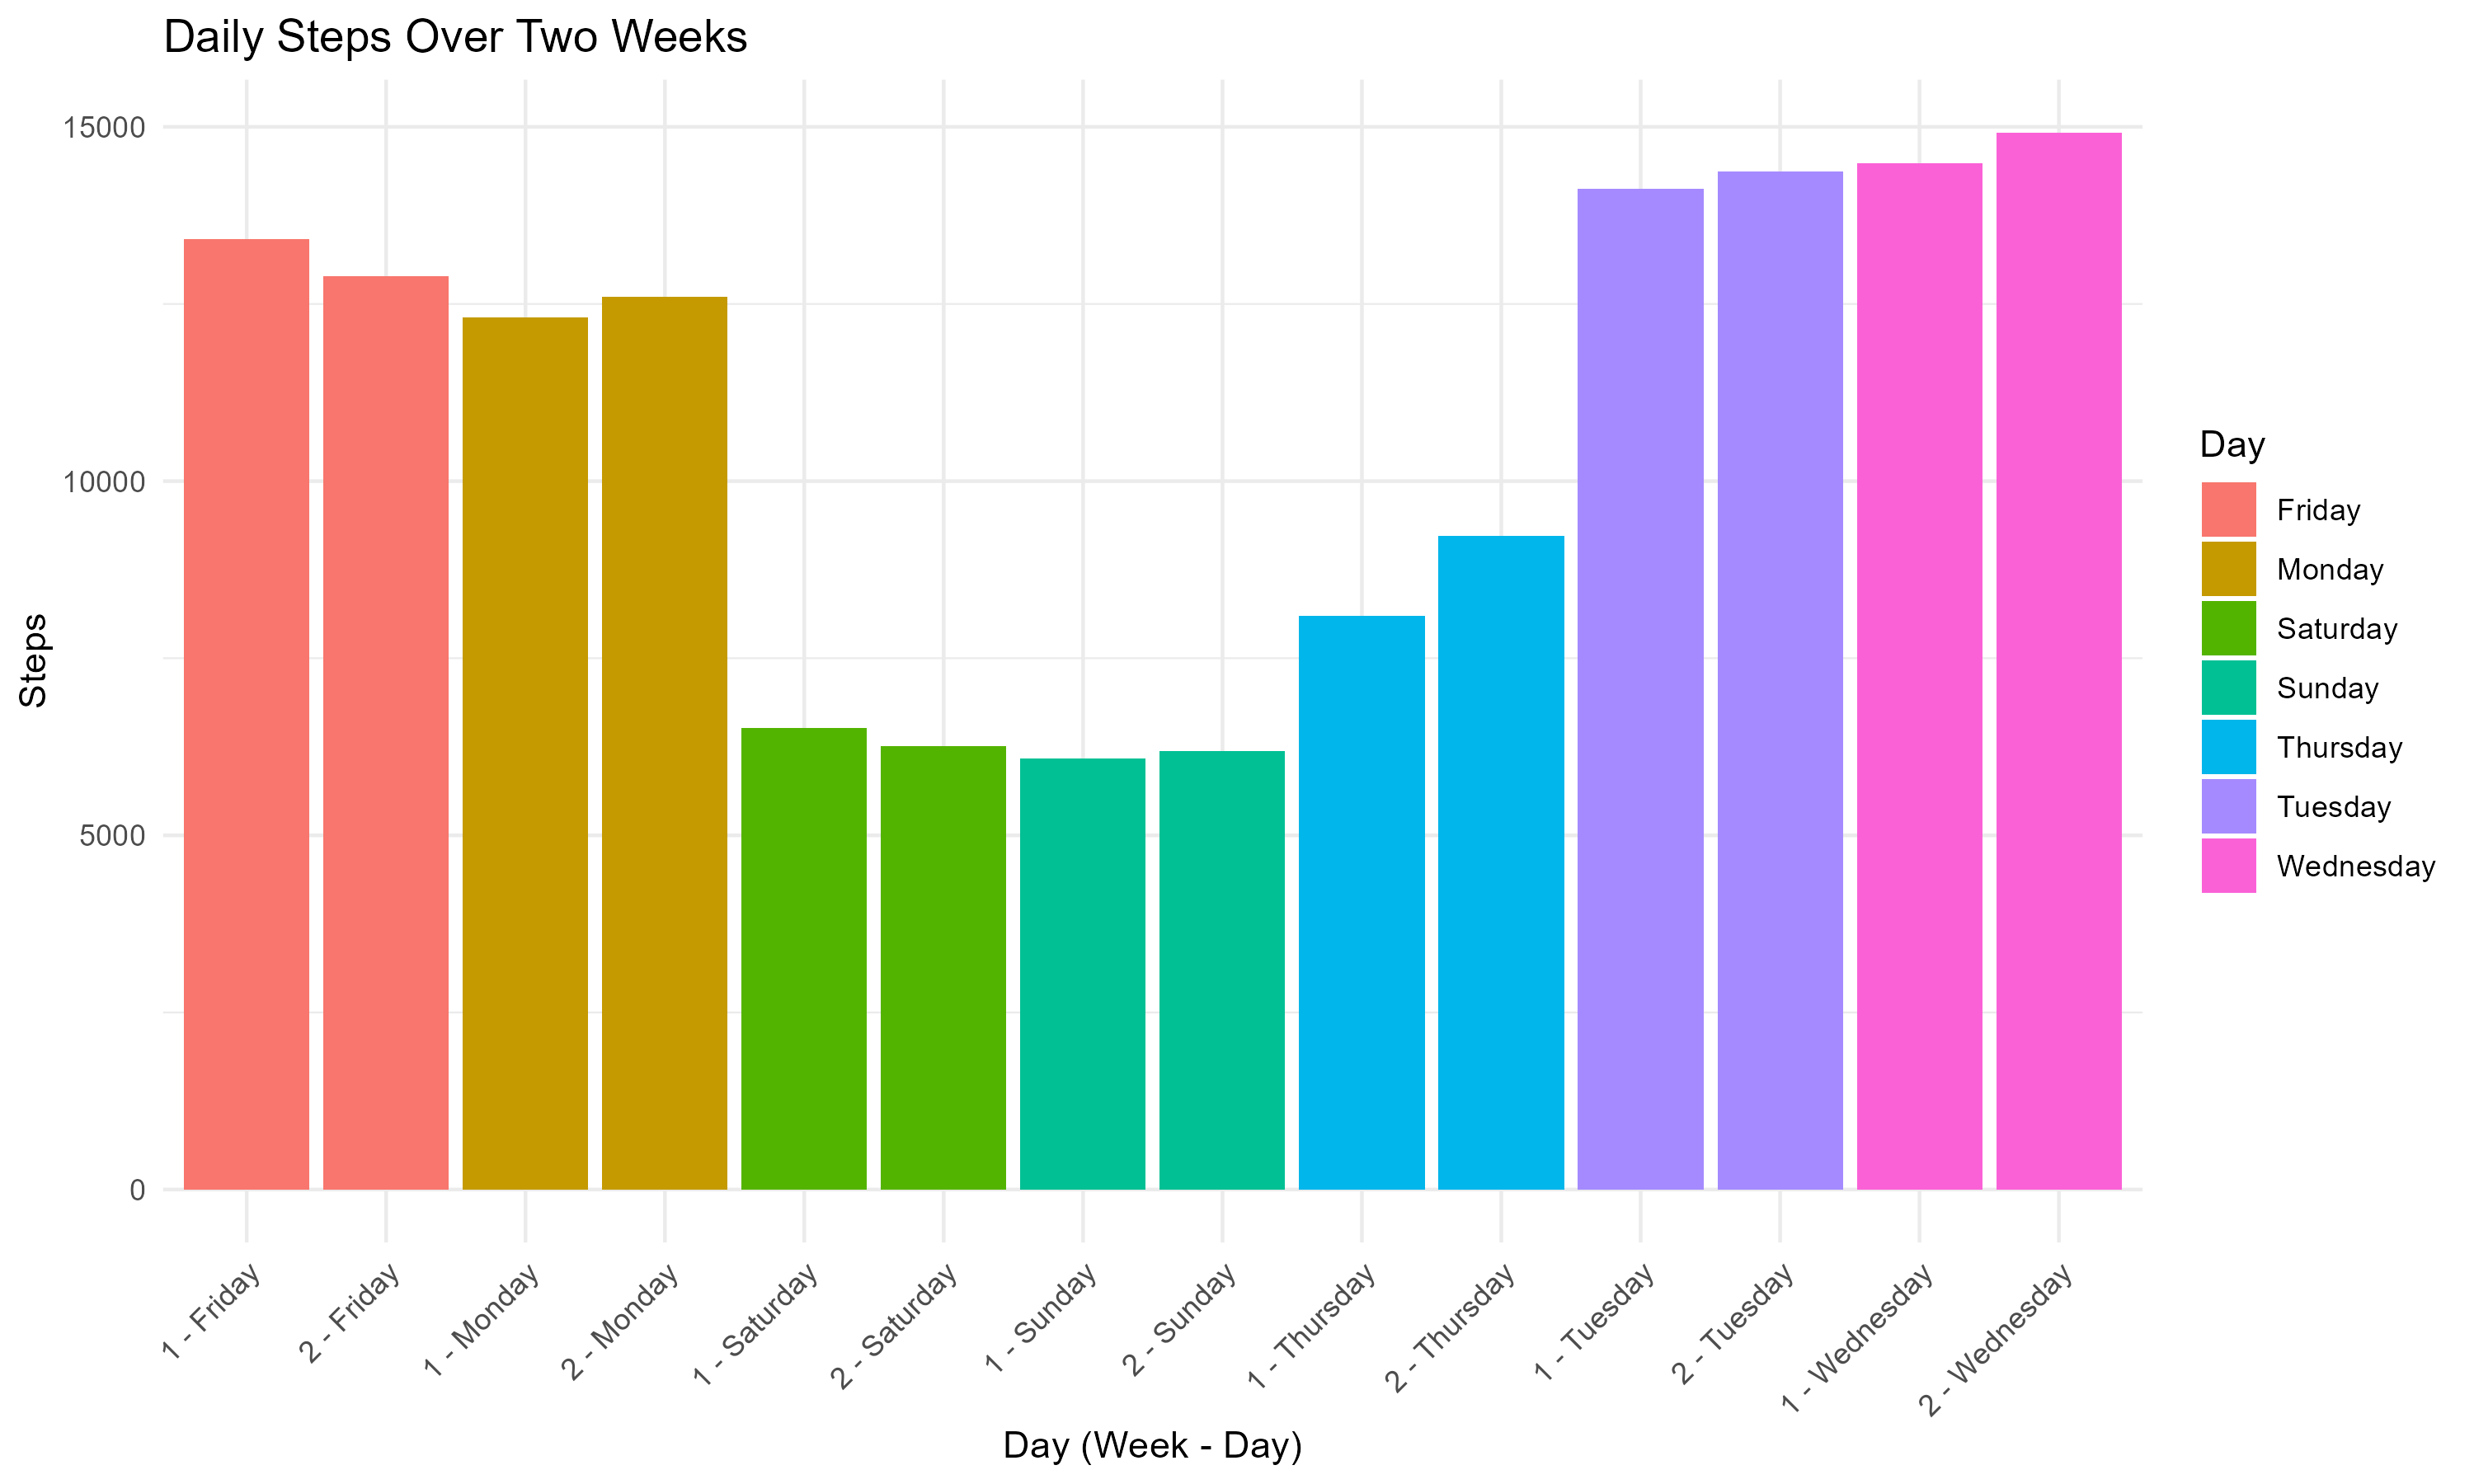 Daily Steps Over Two Weeks
15000
10000
5000
0
Steps
1 - Friday
2 - Friday
1 - Monday
2 - Monday
1 - Saturday
2 - Saturday
1 - Sunday
2 - Sunday
1 - Thursday
2 - Thursday
1 - Tuesday
2 - Tuesday
1 - Wednesday
2 - Wednesday
Day (Week - Day)
Day
Friday
Monday
Saturday
Sunday
Thursday
Tuesday
Wednesday